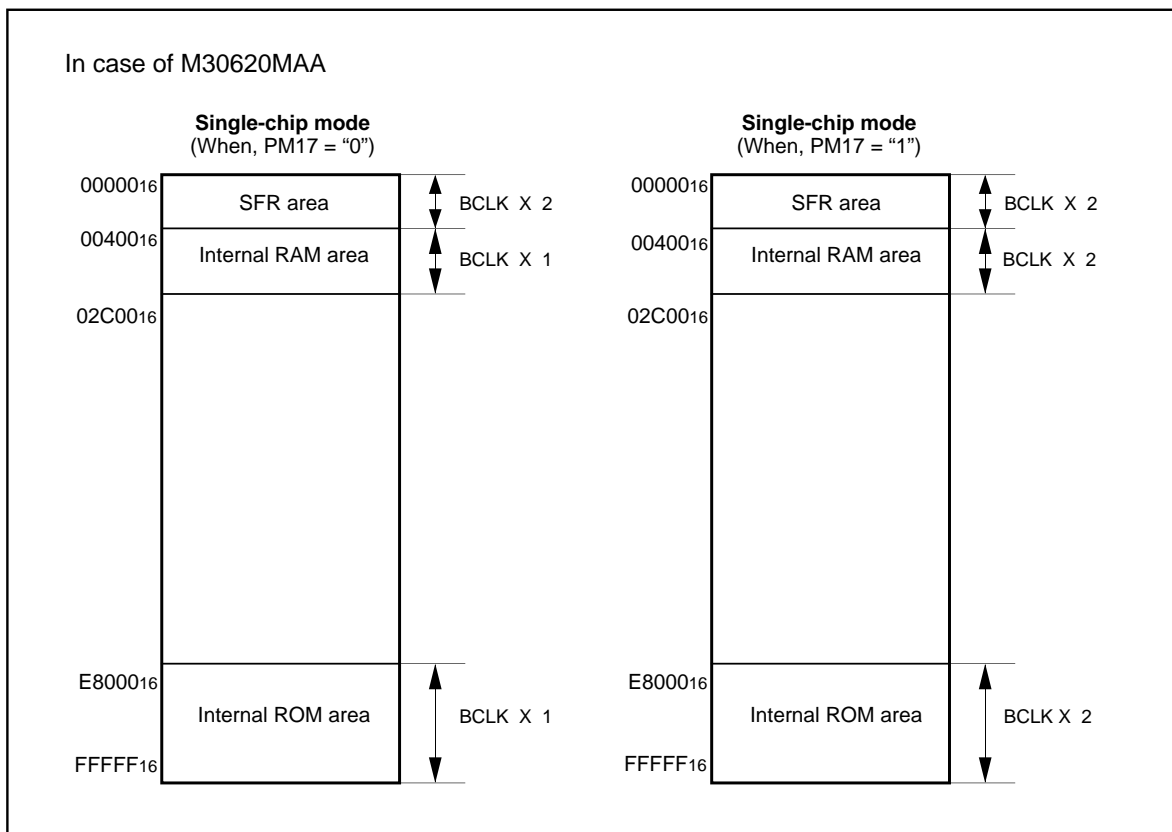 In case of M30620MAA
Single-chip mode
(When, PM17 = “0”)
0000016
SFR area
BCLK X 2
0040016
Internal RAM area
BCLK X 1
02C0016
E800016
Internal ROM area
BCLK X 1
FFFFF16
Single-chip mode
(When, PM17 = “1”)
0000016
SFR area
BCLK X 2
0040016
Internal RAM area
BCLK X 2
02C0016
E800016
Internal ROM area
BCLK X 2
FFFFF16